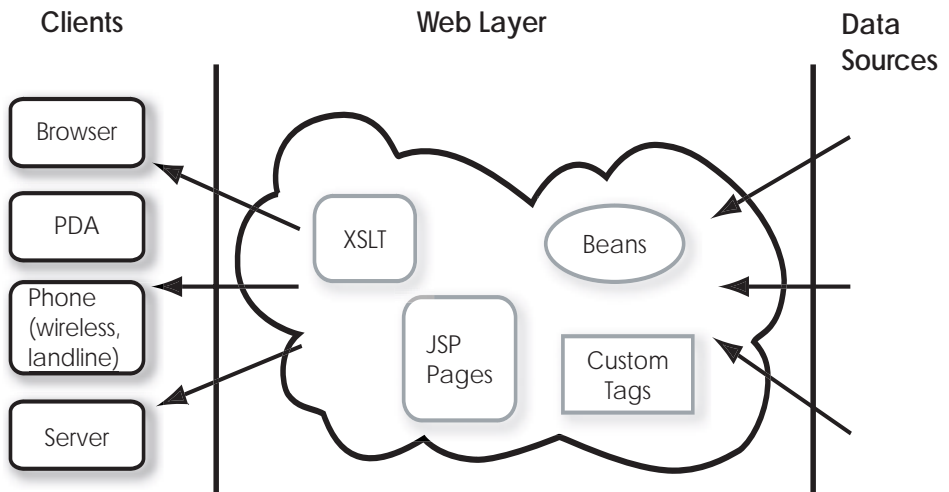 Clients
Web Layer
Data
Sources
Browser
PDA
Phone
(wireless,
landline)
Server
XSLT
JSP
Pages
Beans
Custom
Tags